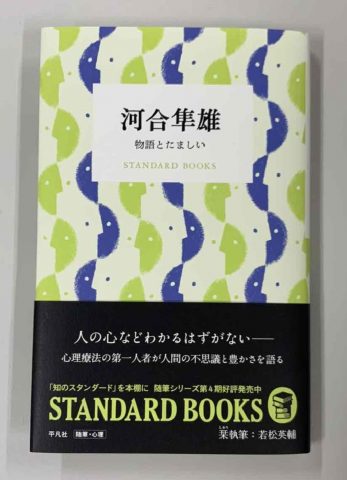 河合隼雄
物語とたましい
STANDARD BOOKS
人の心などわかるはずがない──
心理療法の第一人者が人間の不思議と豊かさを語る
「知のスタンダード」を本棚に 随筆シリーズ第4期好評発売中
STANDARD BOOKS
平凡社 随筆・心理
しおり
栞執筆：若松英輔